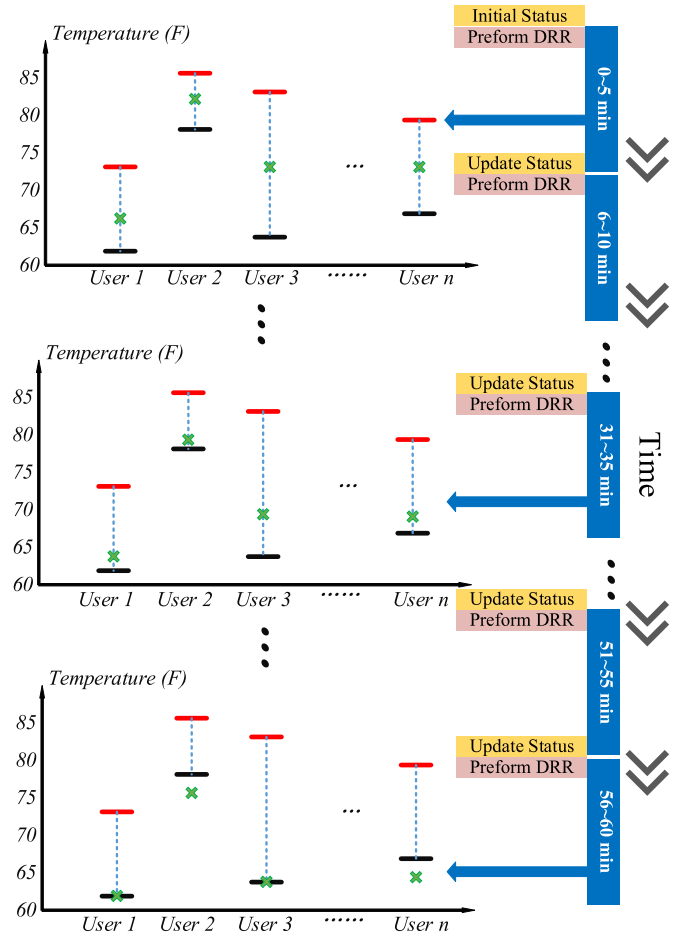 Initial Status
Preform DRR
0~5 min
Update Status
Preform DRR
6~10 min
Temperature (F)
85
80
75
70
65
60
...
User 1
User 2
User 3
......
User n
Temperature (F)
85
80
75
70
65
60
...
User 1
User 2
User 3
......
User n
Update Status
Preform DRR
31~35 min
Time
Update Status
Preform DRR
51~55 min
Update Status
Preform DRR
56~60 min
Temperature (F)
85
80
75
70
65
60
...
User 1
User 2
User 3
......
User n